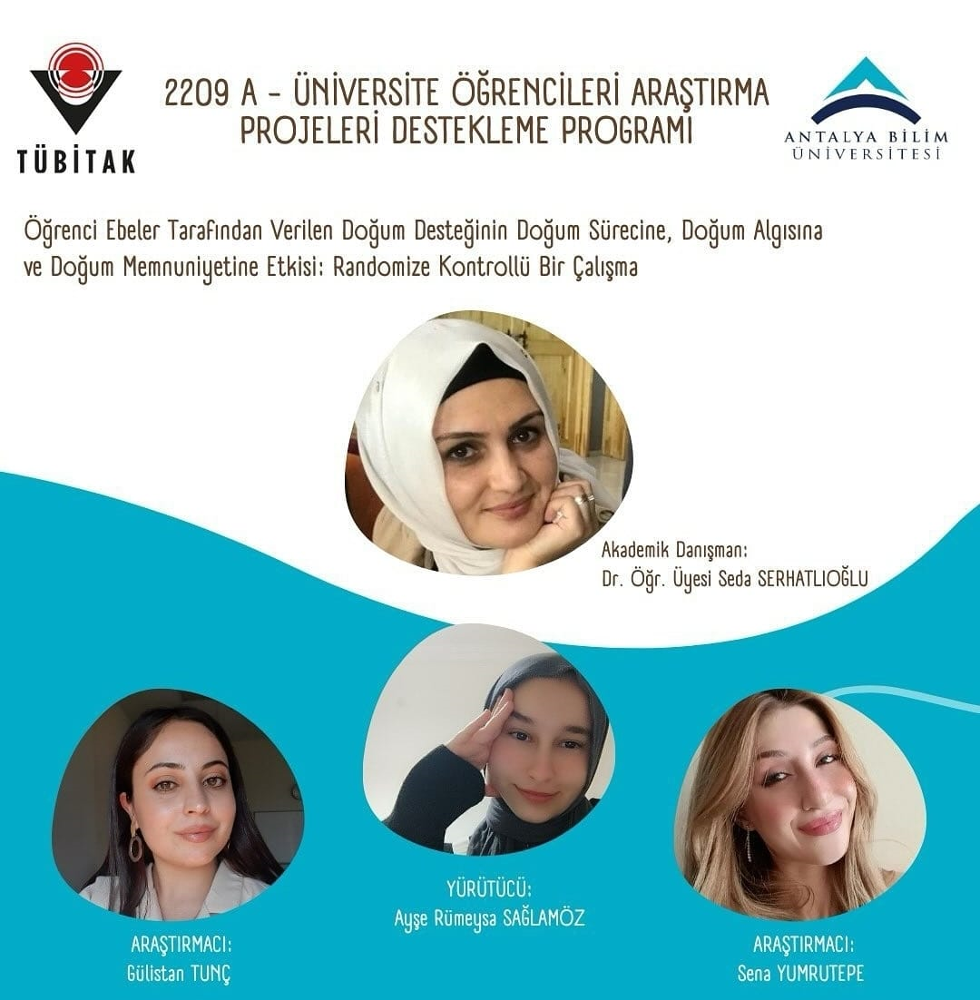 TÜBİTAK
2209 A - ÜNİVERSİTE ÖĞRENCİLERİ ARAŞTIRMA
PROJELERİ DESTEKLEME PROGRAMI
ANTALYA BİLİM
ÜNİVERSİTESİ
Öğrenci Ebeler Tarafından Verilen Doğum Desteğinin Doğum Sürecine, Doğum Algısına
ve Doğum Memnuniyetine Etkisi: Randomize Kontrollü Bir Çalışma
Akademik Danışman:
Dr. Öğr. Üyesi Seda SERHATLIOĞLU
YÜRÜTÜCÜ:
Ayşe Rümeysa SAĞLAMÖZ
ARAŞTIRMACI:
Gülistan TUNÇ
ARAŞTIRMACI:
Sena YUMRUTEPE